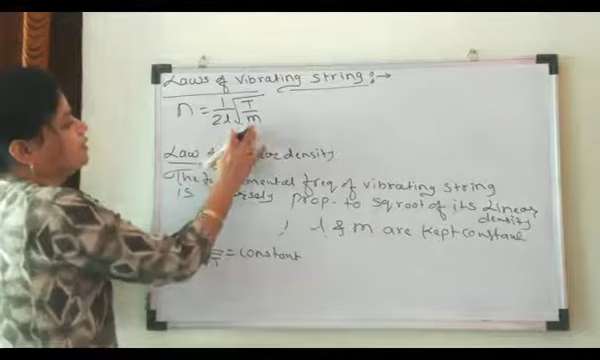 Laws of vibrating string :→
n = 1/2l √T/m
Law of density
The freq of vibrating string
is prop. to sq root of its linear
density
, l & m are kept constant
= constant